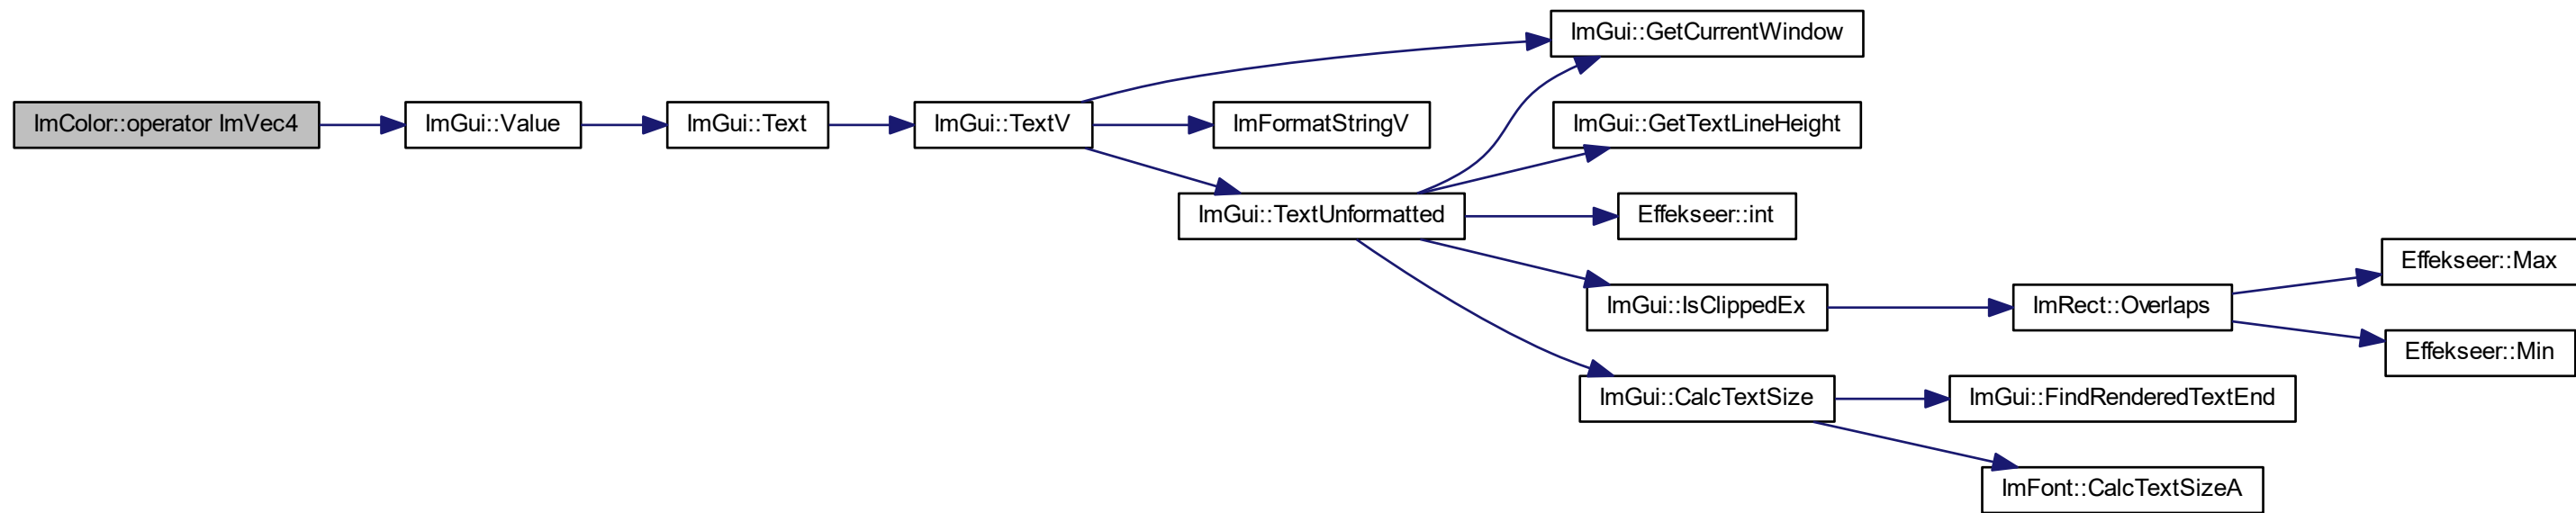 ImGui::GetCurrentWindow
ImColor::operator ImVec4
ImGui::Value
ImGui::Text
ImGui::TextV
ImFormatStringV
ImGui::GetTextLineHeight
ImGui::TextUnformatted
Effekseer::int
Effekseer::Max
ImGui::IsClippedEx
ImRect::Overlaps
Effekseer::Min
ImGui::CalcTextSize
ImGui::FindRenderedTextEnd
ImFont::CalcTextSizeA